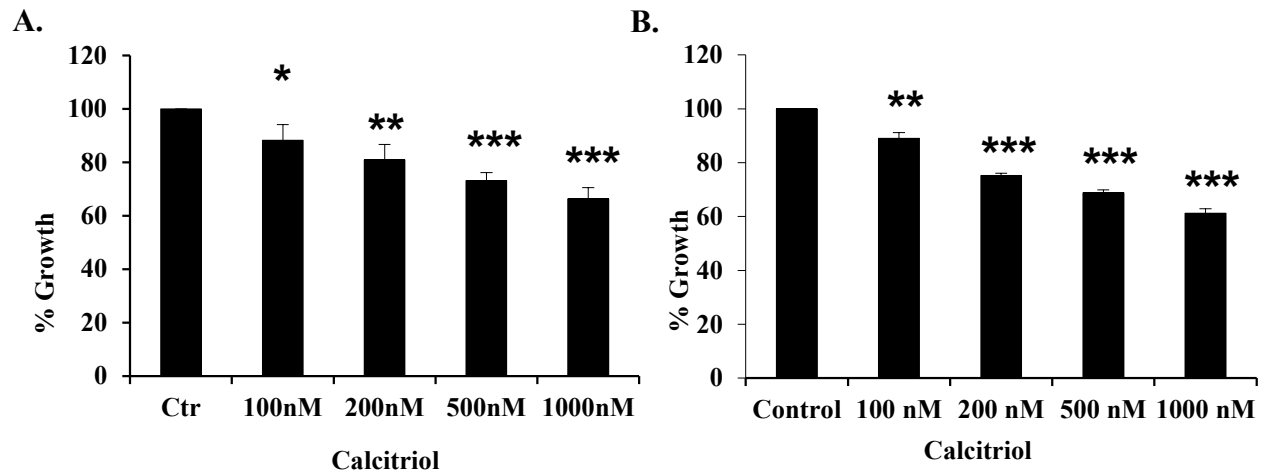 A.
120
100
80
60
40
20
0
% Growth
*
**
***
***
Ctr 100nM 200nM 500nM 1000nM
Calcitriol
B.
120
100
80
60
40
20
0
% Growth
**
***
***
***
Control 100 nM 200 nM 500 nM 1000 nM
Calcitriol